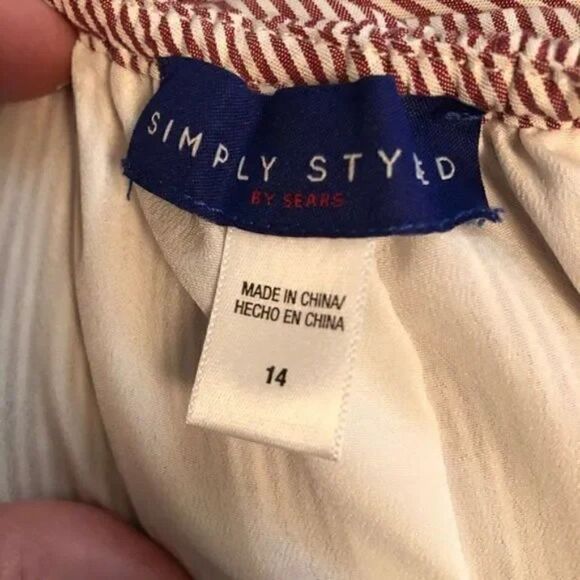 SIMPLY STYLED
BY SEARS
MADE IN CHINA/
HECHO EN CHINA
14